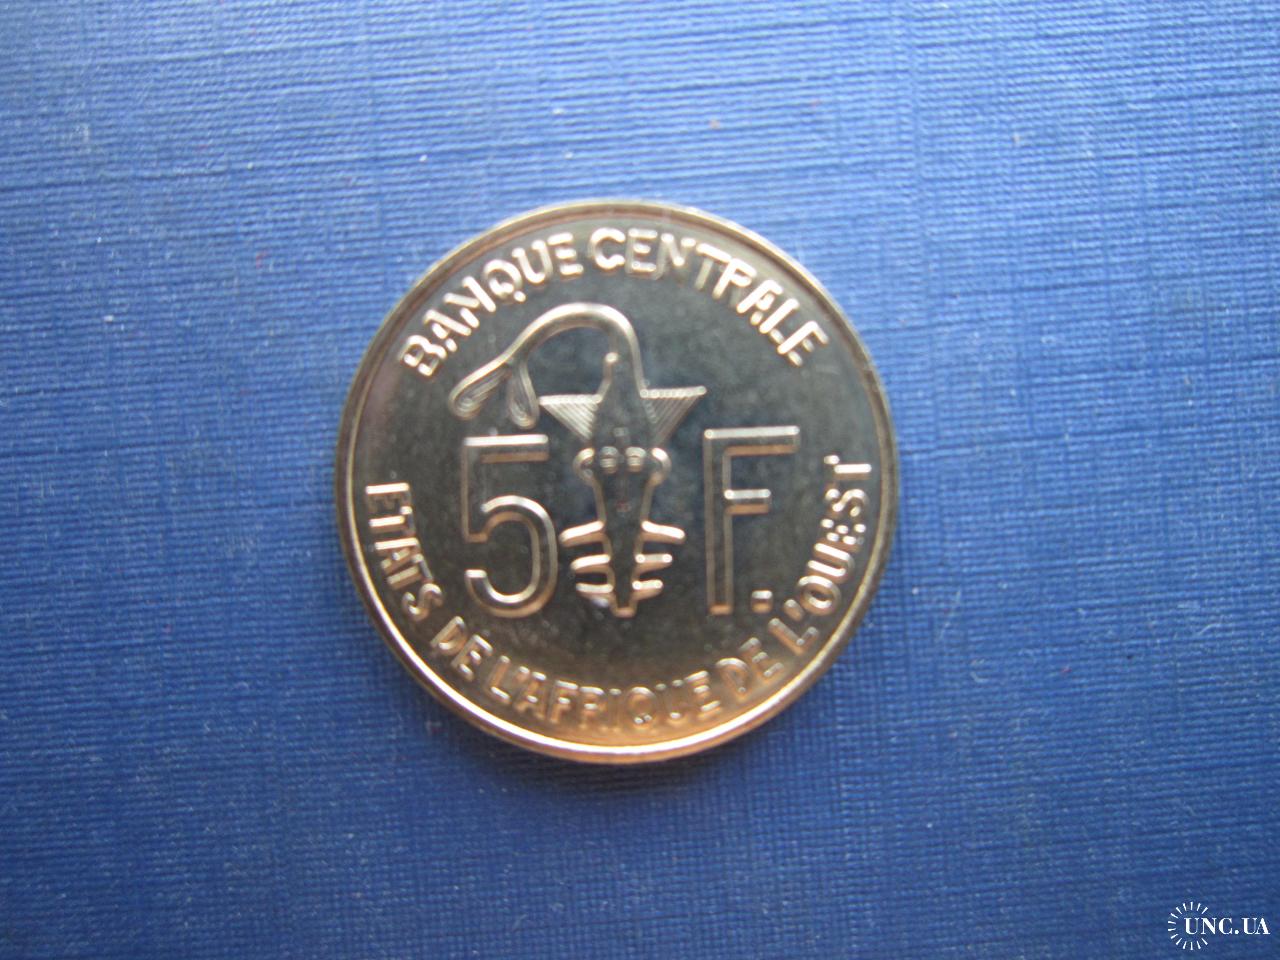 BANQUE CENTRALE
5 F.
ETATS DE L'AFRIQUE DE L'OUEST
UNC.UA